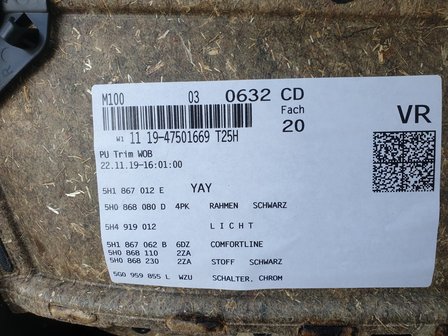 M100 03 0632 CD
Fach
20
VR
W1 11 19-47501669 T25H
PU Trim WOB
22.11.19-16:01:00
5H1 867 012 E YAY
5H0 868 080 D 4PK RAHMEN SCHWARZ
5H4 919 012 L I C H T
5H1 867 062 B 6DZ COMFORTLINE
5H0 868 110 2ZA
5H0 868 230 2ZA STOFF SCHWARZ
5G0 959 855 L WZU SCHALTER, CHROM